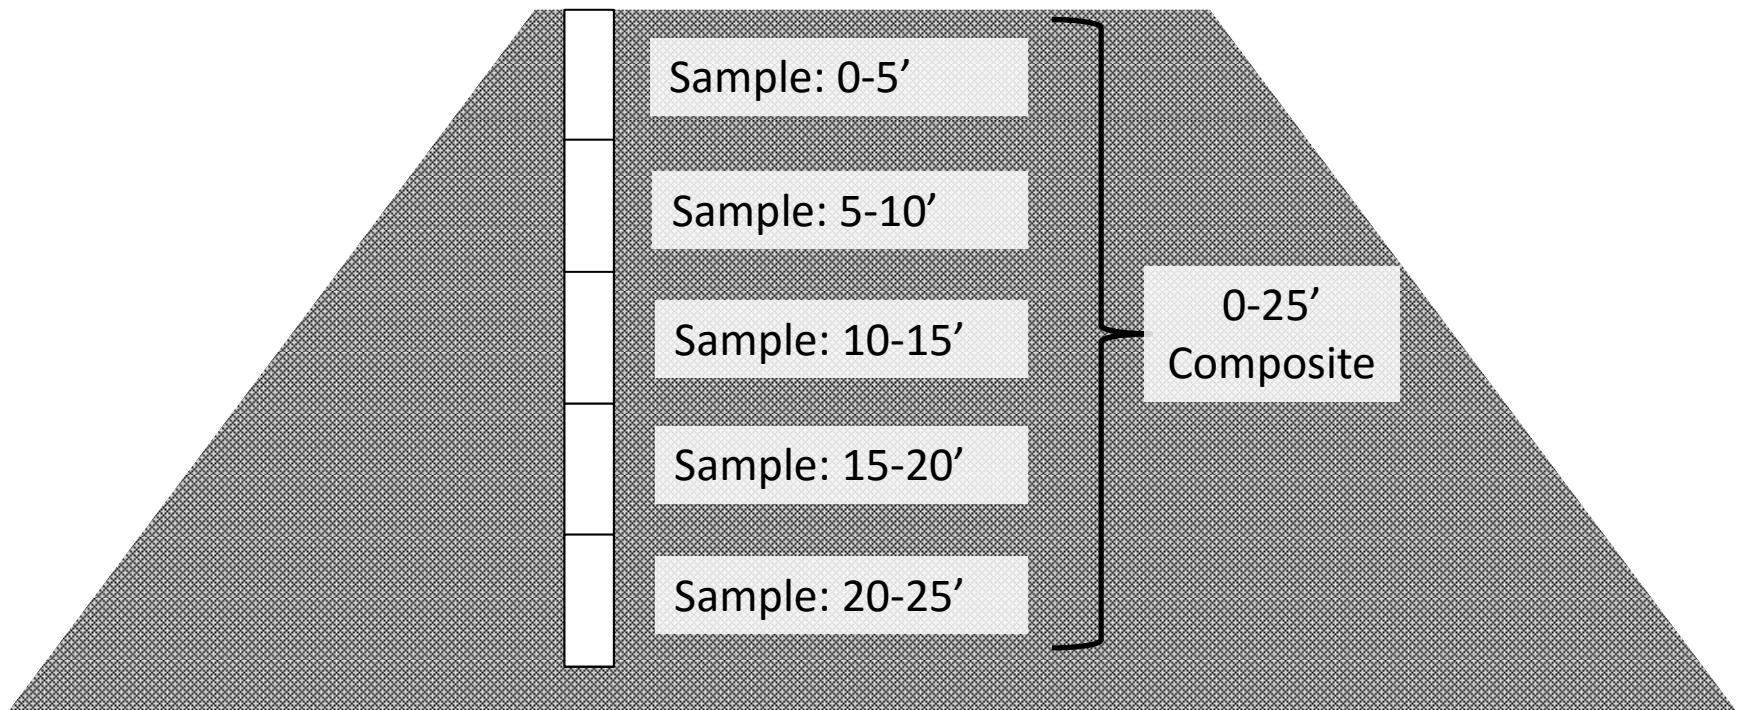 Sample: 0-5’
Sample: 5-10’
Sample: 10-15’
Sample: 15-20’
Sample: 20-25’
0-25’
Composite